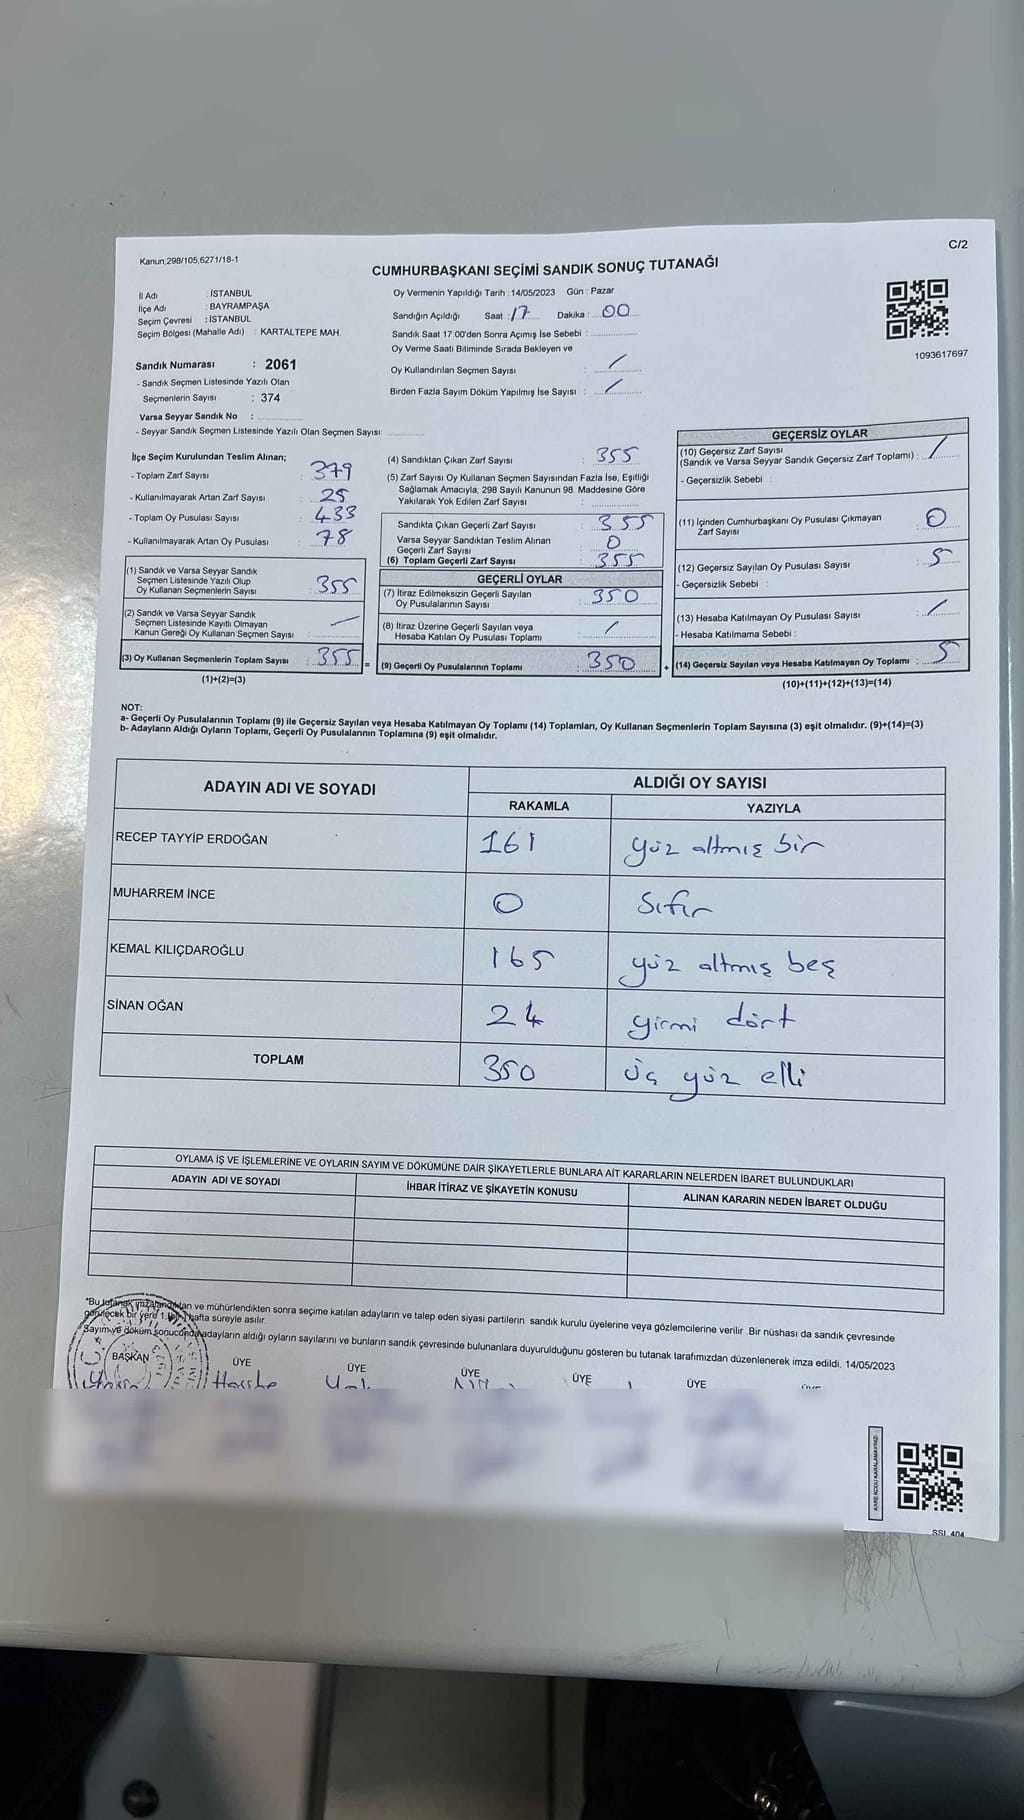 Kanun,298/105,6271/18-1
C/2
CUMHURBAŞKANI SEÇİMİ SANDIK SONUÇ TUTANAĞI
İl Adı : İSTANBUL
İlçe Adı : BAYRAMPAŞA
Seçim Çevresi : İSTANBUL
Seçim Bölgesi (Mahalle Adı) : KARTALTEPE MAH.
Oy Vermenin Yapıldığı Tarih : 14/05/2023 Gün : Pazar
Sandığın Açıldığı Saat : 17 Dakika : 00
Sandık Saat 17.00'den Sonra Açımış İse Sebebi :
Oy Verme Saati Bitiminde Sırada Bekleyen ve
Oy Kullandırılan Seçmen Sayısı : /
Birden Fazla Sayım Döküm Yapılmış İse Sayısı : /
1093617697
Sandık Numarası : 2061
- Sandık Seçmen Listesinde Yazılı Olan
Seçmenlerin Sayısı : 374
Varsa Seyyar Sandık No :
- Seyyar Sandık Seçmen Listesinde Yazılı Olan Seçmen Sayısı:
İlçe Seçim Kurulundan Teslim Alınan;
- Toplam Zarf Sayısı : 379
- Kullanılmayarak Artan Zarf Sayısı : 25
- Toplam Oy Pusulası Sayısı : 433
- Kullanılmayarak Artan Oy Pusulası : 78
(1) Sandık ve Varsa Seyyar Sandık
Seçmen Listesinde Yazılı Olup
Oy Kullanan Seçmenlerin Sayısı : 355
(2) Sandık ve Varsa Seyyar Sandık
Seçmen Listesinde Kayıtlı Olmayan
Kanun Gereği Oy Kullanan Seçmen Sayısı : —
(3) Oy Kullanan Seçmenlerin Toplam Sayısı : 355 =
(1)+(2)=(3)
(4) Sandıktan Çıkan Zarf Sayısı : 355
(5) Zarf Sayısı Oy Kullanan Seçmen Sayısından Fazla İse, Eşitliği
Sağlamak Amacıyla, 298 Sayılı Kanunun 98. Maddesine Göre
Yakılarak Yok Edilen Zarf Sayısı :
Sandıkta Çıkan Geçerli Zarf Sayısı : 355
Varsa Seyyar Sandıktan Teslim Alınan
Geçerli Zarf Sayısı : 0
(6) Toplam Geçerli Zarf Sayısı : 355
GEÇERLİ OYLAR
(7) İtiraz Edilmeksizin Geçerli Sayılan
Oy Pusulalarının Sayısı : 350
(8) İtiraz Üzerine Geçerli Sayılan veya
Hesaba Katılan Oy Pusulası Toplamı : /
(9) Geçerli Oy Pusulalarının Toplamı : 350 +
GEÇERSİZ OYLAR
(10) Geçersiz Zarf Sayısı
(Sandık ve Varsa Seyyar Sandık Geçersiz Zarf Toplamı) : /
- Geçersizlik Sebebi :
(11) İçinden Cumhurbaşkanı Oy Pusulası Çıkmayan
Zarf Sayısı : 0
(12) Geçersiz Sayılan Oy Pusulası Sayısı : 5
- Geçersizlik Sebebi :
(13) Hesaba Katılmayan Oy Pusulası Sayısı : /
- Hesaba Katılmama Sebebi :
(14) Geçersiz Sayılan veya Hesaba Katılmayan Oy Toplamı : 5
(10)+(11)+(12)+(13)=(14)
NOT:
a- Geçerli Oy Pusulalarının Toplamı (9) ile Geçersiz Sayılan veya Hesaba Katılmayan Oy Toplamı (14) Toplamları, Oy Kullanan Seçmenlerin Toplam Sayısına (3) eşit olmalıdır. (9)+(14)=(3)
b- Adayların Aldığı Oyların Toplamı, Geçerli Oy Pusulalarının Toplamına (9) eşit olmalıdır.
ADAYIN ADI VE SOYADI
ALDIĞI OY SAYISI
RAKAMLA YAZIYLA
RECEP TAYYİP ERDOĞAN 161 yüz altmış bir
MUHARREM İNCE 0 Sıfır
KEMAL KILIÇDAROĞLU 165 yüz altmış beş
SİNAN OĞAN 24 yirmi dört
TOPLAM 350 üç yüz elli
OYLAMA İŞ VE İŞLEMLERİNE VE OYLARIN SAYIM VE DÖKÜMÜNE DAİR ŞİKAYETLERLE BUNLARA AİT KARARLARIN NELERDEN İBARET BULUNDUKLARI
ADAYIN ADI VE SOYADI İHBAR İTİRAZ VE ŞİKAYETİN KONUSU ALINAN KARARIN NEDEN İBARET OLDUĞU
*Bu tutanak imzalandıktan ve mühürlendikten sonra seçime katılan adayların ve talep eden siyasi partilerin sandık kurulu üyelerine veya gözlemcilerine verilir .Bir nüshası da sandık çevresinde
görülecek bir yere 1 (bir) hafta süreyle asılır.
Sayım ve döküm sonucunda adayların aldığı oyların sayılarını ve bunların sandık çevresinde bulunanlara duyurulduğunu gösteren bu tutanak tarafımızdan düzenlenerek imza edildi. 14/05/2023
BAŞKAN ÜYE ÜYE ÜYE ÜYE ÜYE
KARE KODU KARALAMAYINIZ!
SSI 404